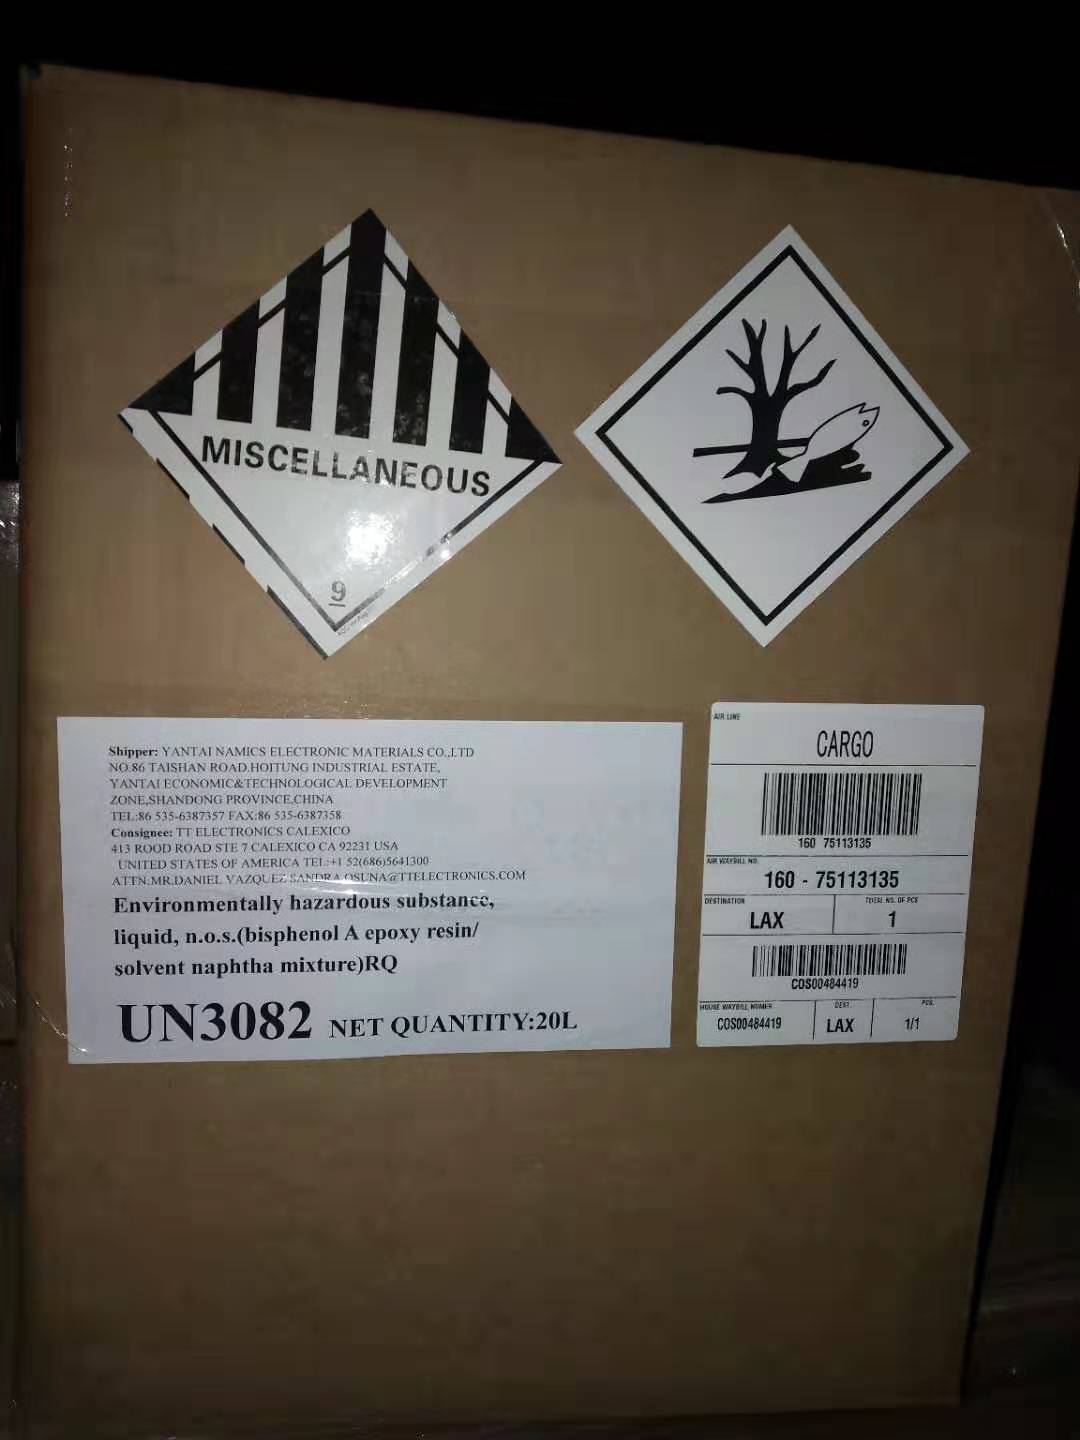 MISCELLANEOUS
9
Shipper: YANTAI NAMICS ELECTRONIC MATERIALS CO.,LTD
NO.86 TAISHAN ROAD.HOITUNG INDUSTRIAL ESTATE,
YANTAI ECONOMIC&TECHNOLOGICAL DEVELOPMENT
ZONE,SHANDONG PROVINCE,CHINA
TEL:86 535-6387357 FAX:86 535-6387358
Consignee: TT ELECTRONICS CALEXICO
413 ROOD ROAD STE 7 CALEXICO CA 92231 USA
UNITED STATES OF AMERICA TEL:+1 52(686)5641300
ATTN:MR.DANIEL VAZQUEZ SANDRA.OSUNA@TTELECTRONICS.COM
Environmentally hazardous substance,
liquid, n.o.s.(bisphenol A epoxy resin/
solvent naphtha mixture)RQ
UN3082 NET QUANTITY:20L
AIR LINE
CARGO
160 75113135
AIR WAYBILL NO.
160 - 75113135
DESTINATION TOTAL NO. OF PCS
LAX 1
COS00484419
HOUSE WAYBILL NUMBER DEST. PCS.
COS00484419 LAX 1/1